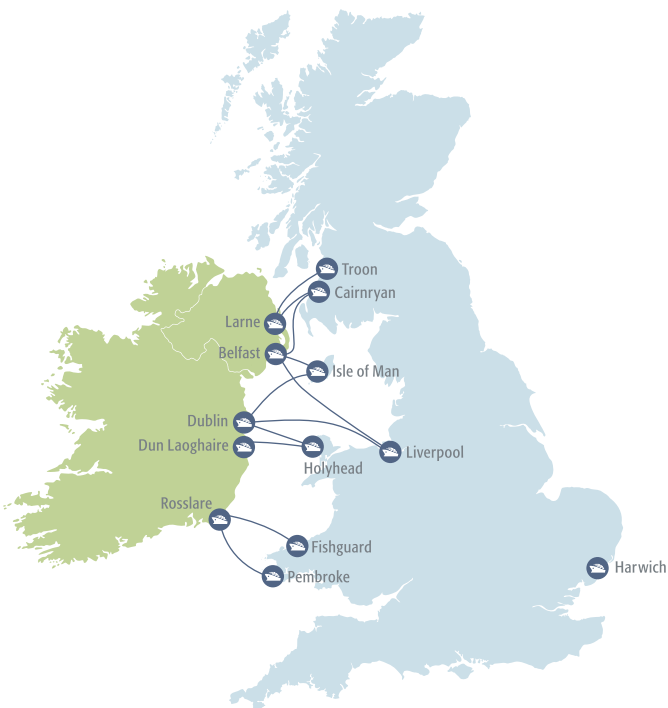 Troon
Cairnryan
Larne
Belfast
Isle of Man
Dublin
Dun Laoghaire
Liverpool
Holyhead
Rosslare
Fishguard
Harwich
Pembroke